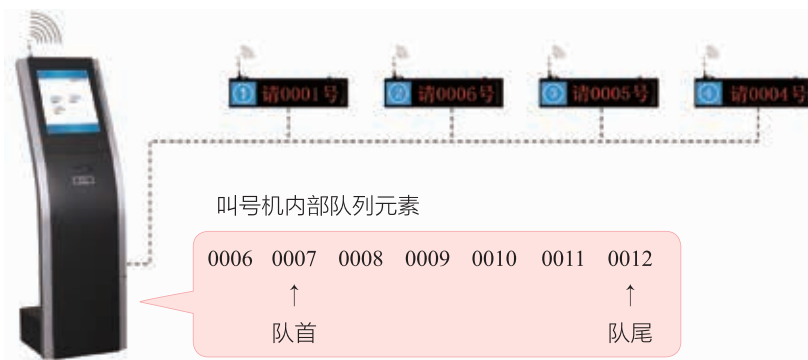 ① 请0001号
② 请0006号
③ 请0005号
④ 请0004号
叫号机内部队列元素
0006 0007 0008 0009 0010 0011 0012
↑ ↑
队首 队尾